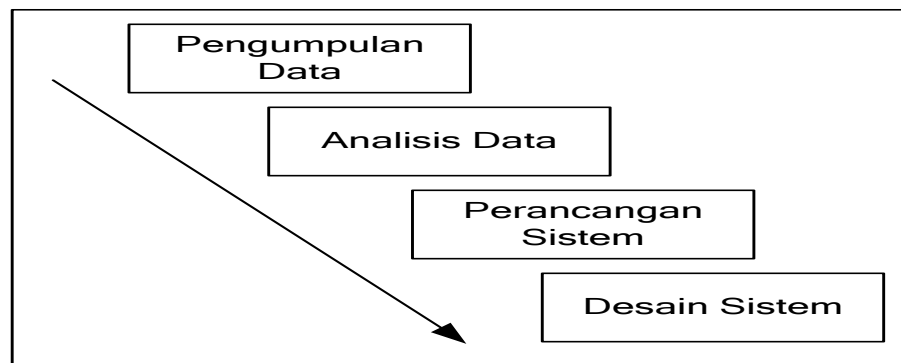 Pengumpulan
Data
Analisis Data
Perancangan
Sistem
Desain Sistem